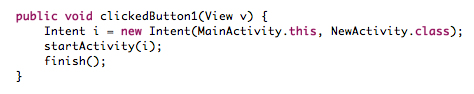 public void clickedButton1(View v) {
    Intent i = new Intent(MainActivity.this, NewActivity.class);
    startActivity(i);
    finish();
}